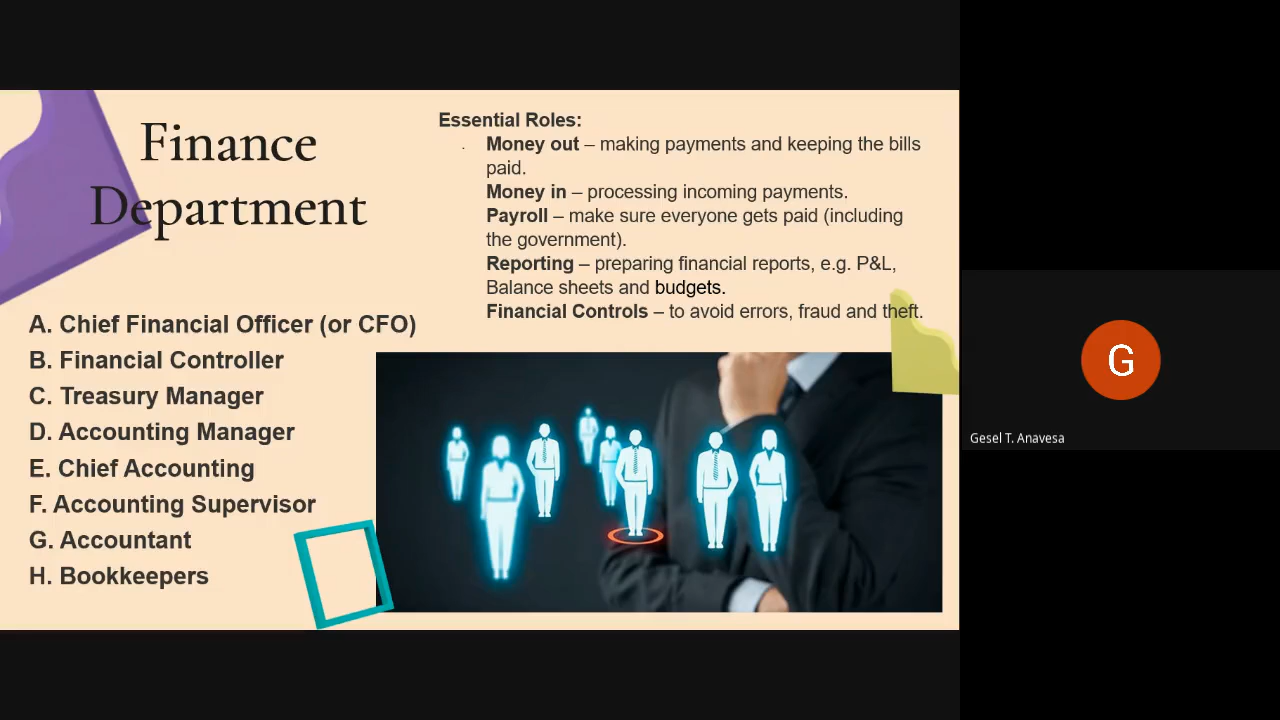 Finance
Department
A. Chief Financial Officer (or CFO)
B. Financial Controller
C. Treasury Manager
D. Accounting Manager
E. Chief Accounting
F. Accounting Supervisor
G. Accountant
H. Bookkeepers
Essential Roles:
Money out – making payments and keeping the bills
paid.
Money in – processing incoming payments.
Payroll – make sure everyone gets paid (including
the government).
Reporting – preparing financial reports, e.g. P&L,
Balance sheets and budgets.
Financial Controls – to avoid errors, fraud and theft.
G
Gesel T. Anavesa